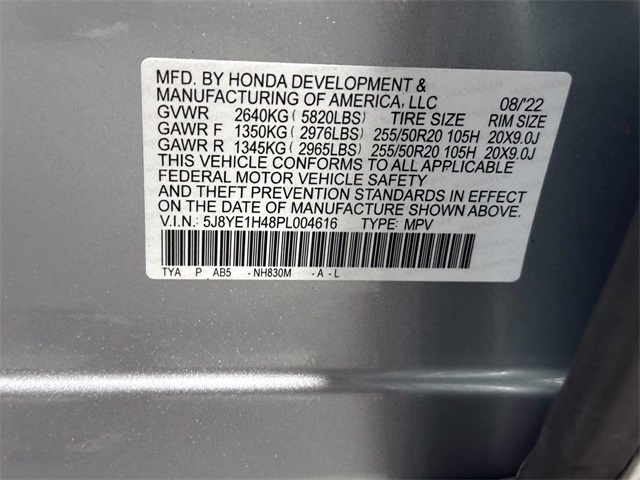 MFD. BY HONDA DEVELOPMENT &
MANUFACTURING OF AMERICA, LLC 08/'22
GVWR 2640KG( 5820LBS) TIRE SIZE RIM SIZE
GAWR F 1350KG( 2976LBS) 255/50R20 105H 20X9.0J
GAWR R 1345KG( 2965LBS) 255/50R20 105H 20X9.0J
THIS VEHICLE CONFORMS TO ALL APPLICABLE
FEDERAL MOTOR VEHICLE SAFETY
AND THEFT PREVENTION STANDARDS IN EFFECT
ON THE DATE OF MANUFACTURE SHOWN ABOVE.
V.I.N.: 5J8YE1H48PL004616 TYPE: MPV
TYA P AB5 - NH830M - A - L